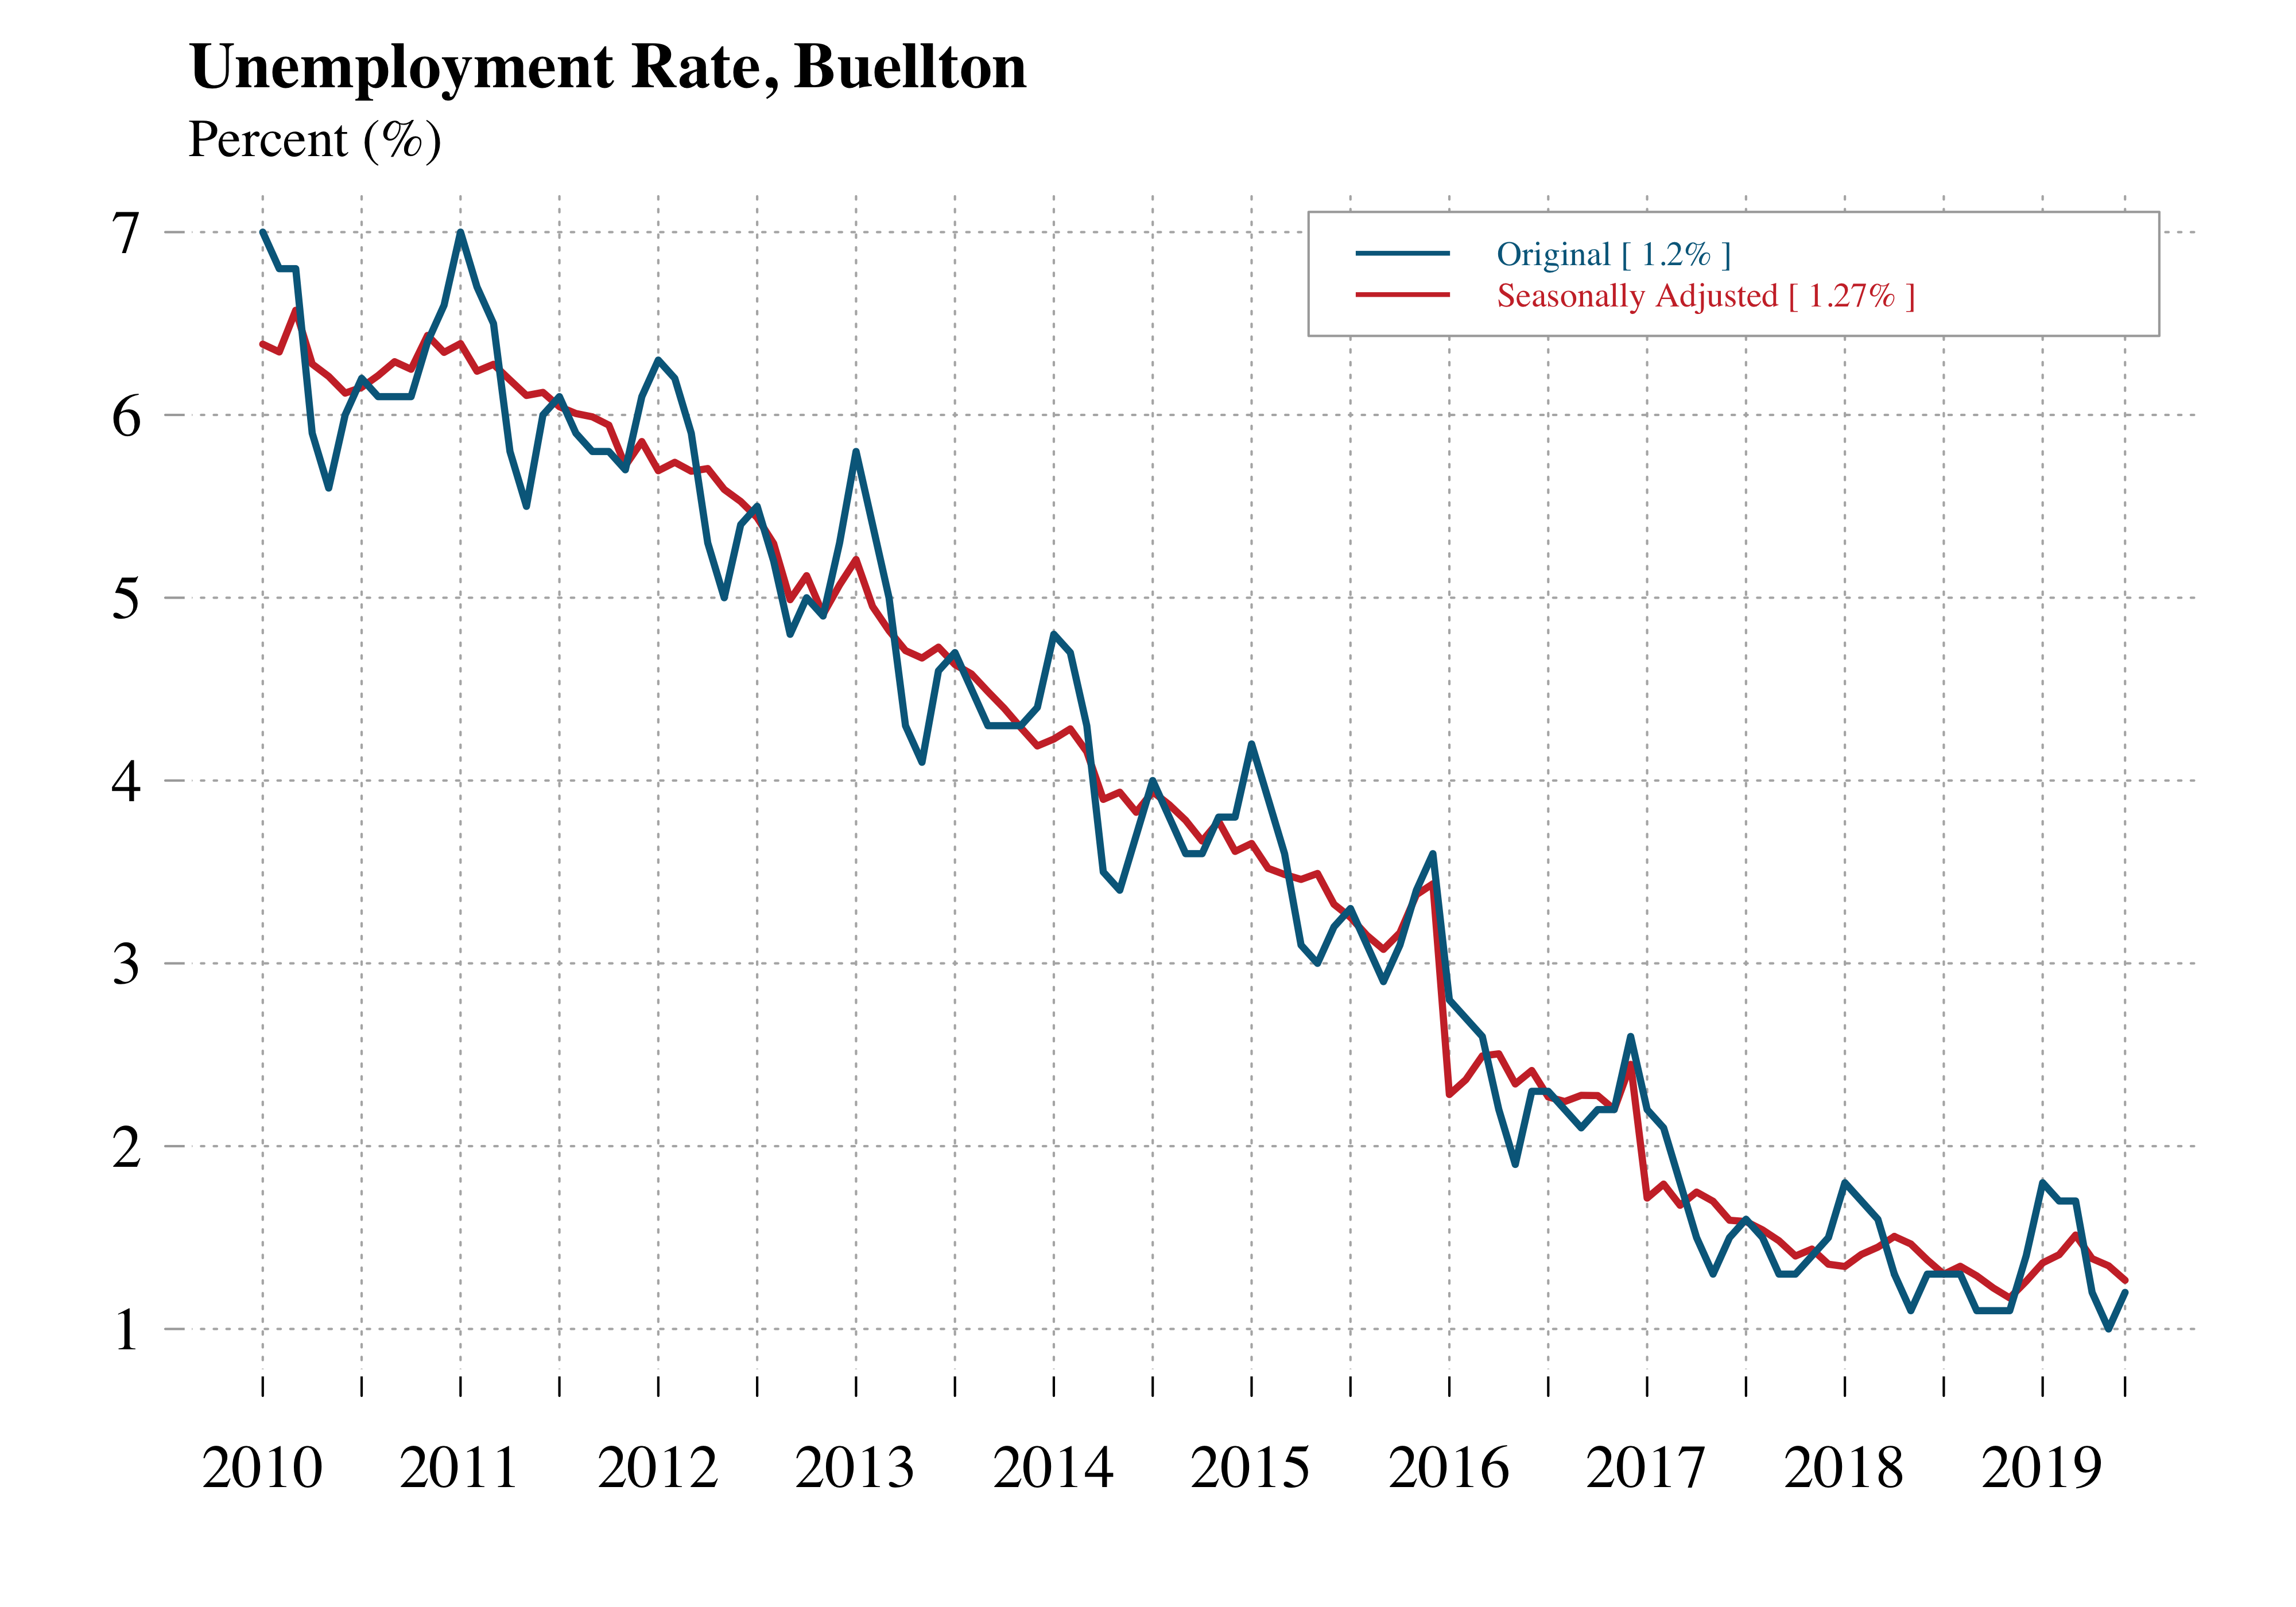 Unemployment Rate, Buellton
Percent (%)
Original [ 1.2% ]
Seasonally Adjusted [ 1.27% ]
7
6
5
4
3
2
1
2010 2011 2012 2013 2014 2015 2016 2017 2018 2019